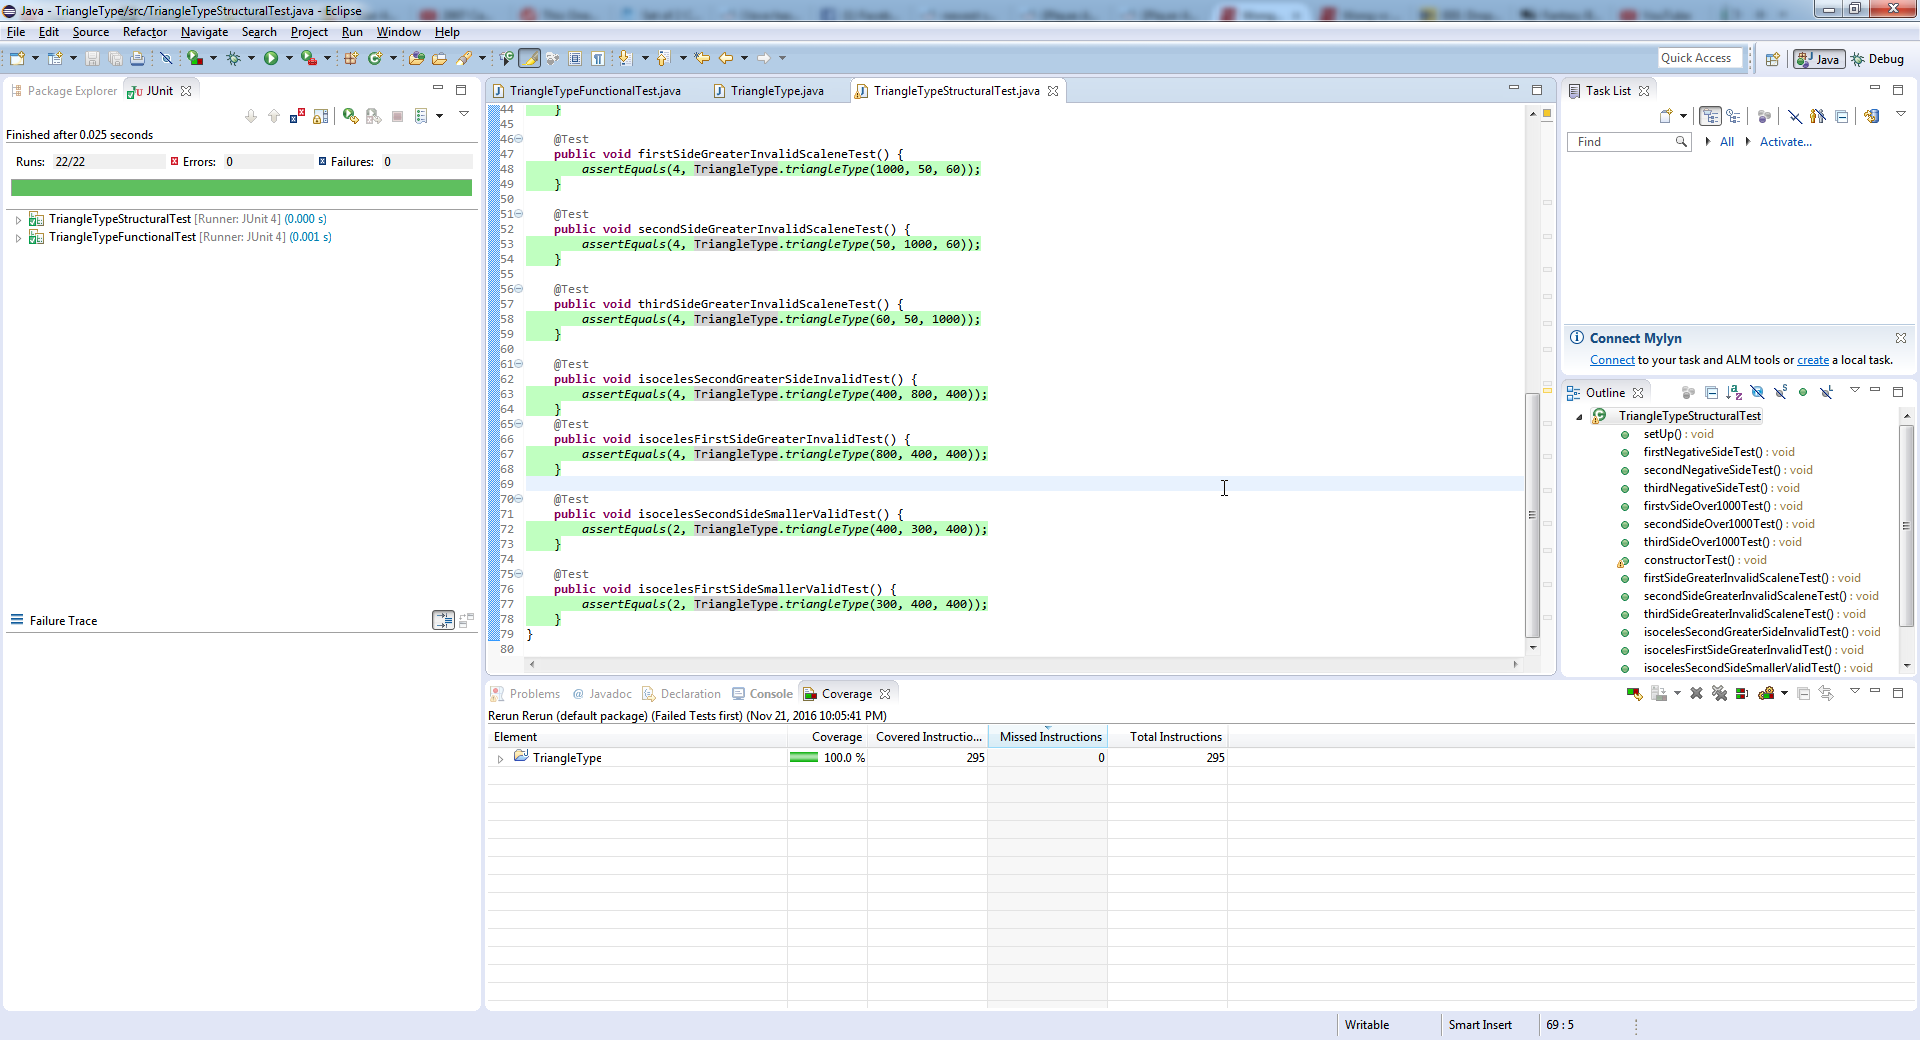 Java - TriangleType/src/TriangleTypeStructuralTest.java - Eclipse
File Edit Source Refactor Navigate Search Project Run Window Help
Quick Access Java Debug
Package Explorer JUnit
Finished after 0.025 seconds
Runs: 22/22 Errors: 0 Failures: 0
TriangleTypeStructuralTest [Runner: JUnit 4] (0.000 s)
TriangleTypeFunctionalTest [Runner: JUnit 4] (0.001 s)
Failure Trace
TriangleTypeFunctionalTest.java TriangleType.java TriangleTypeStructuralTest.java
44 }
45
46 @Test
47 public void firstSideGreaterInvalidScaleneTest() {
48 assertEquals(4, TriangleType.triangleType(1000, 50, 60));
49 }
50
51 @Test
52 public void secondSideGreaterInvalidScaleneTest() {
53 assertEquals(4, TriangleType.triangleType(50, 1000, 60));
54 }
55
56 @Test
57 public void thirdSideGreaterInvalidScaleneTest() {
58 assertEquals(4, TriangleType.triangleType(60, 50, 1000));
59 }
60
61 @Test
62 public void isocelesSecondGreaterSideInvalidTest() {
63 assertEquals(4, TriangleType.triangleType(400, 800, 400));
64 }
65 @Test
66 public void isocelesFirstSideGreaterInvalidTest() {
67 assertEquals(4, TriangleType.triangleType(800, 400, 400));
68 }
69
70 @Test
71 public void isocelesSecondSideSmallerValidTest() {
72 assertEquals(2, TriangleType.triangleType(400, 300, 400));
73 }
74
75 @Test
76 public void isocelesFirstSideSmallerValidTest() {
77 assertEquals(2, TriangleType.triangleType(300, 400, 400));
78 }
79 }
80
Task List
Find All Activate...
Connect Mylyn
Connect to your task and ALM tools or create a local task.
Outline
TriangleTypeStructuralTest
setUp() : void
firstNegativeSideTest() : void
secondNegativeSideTest() : void
thirdNegativeSideTest() : void
firstvSideOver1000Test() : void
secondSideOver1000Test() : void
thirdSideOver1000Test() : void
constructorTest() : void
firstSideGreaterInvalidScaleneTest() : void
secondSideGreaterInvalidScaleneTest() : void
thirdSideGreaterInvalidScaleneTest() : void
isocelesSecondGreaterSideInvalidTest() : void
isocelesFirstSideGreaterInvalidTest() : void
isocelesSecondSideSmallerValidTest() : void
Problems @ Javadoc Declaration Console Coverage
Rerun Rerun (default package) (Failed Tests first) (Nov 21, 2016 10:05:41 PM)
Element Coverage Covered Instructio... Missed Instructions Total Instructions
TriangleType 100.0 % 295 0 295
Writable Smart Insert 69 : 5